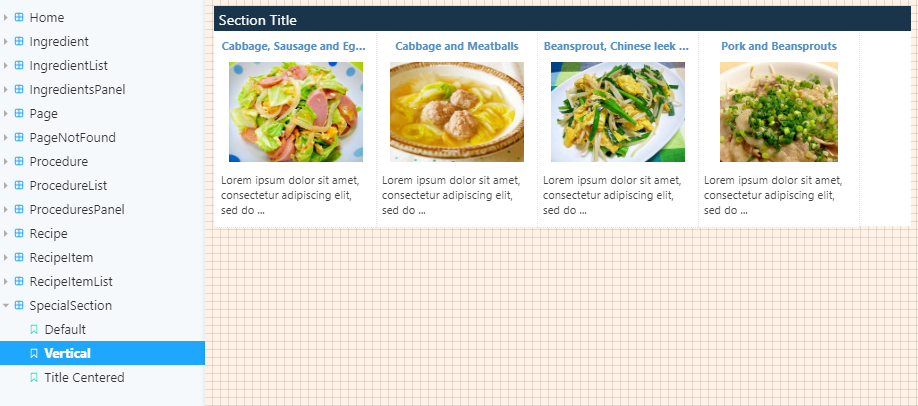 Home
Ingredient
IngredientList
IngredientsPanel
Page
PageNotFound
Procedure
ProcedureList
ProceduresPanel
Recipe
RecipeItem
RecipeItemList
SpecialSection
Default
Vertical
Title Centered
Section Title
Cabbage, Sausage and Eg...
Lorem ipsum dolor sit amet,
consectetur adipiscing elit,
sed do ...
Cabbage and Meatballs
Lorem ipsum dolor sit amet,
consectetur adipiscing elit,
sed do ...
Beansprout, Chinese leek ...
Lorem ipsum dolor sit amet,
consectetur adipiscing elit,
sed do ...
Pork and Beansprouts
Lorem ipsum dolor sit amet,
consectetur adipiscing elit,
sed do ...